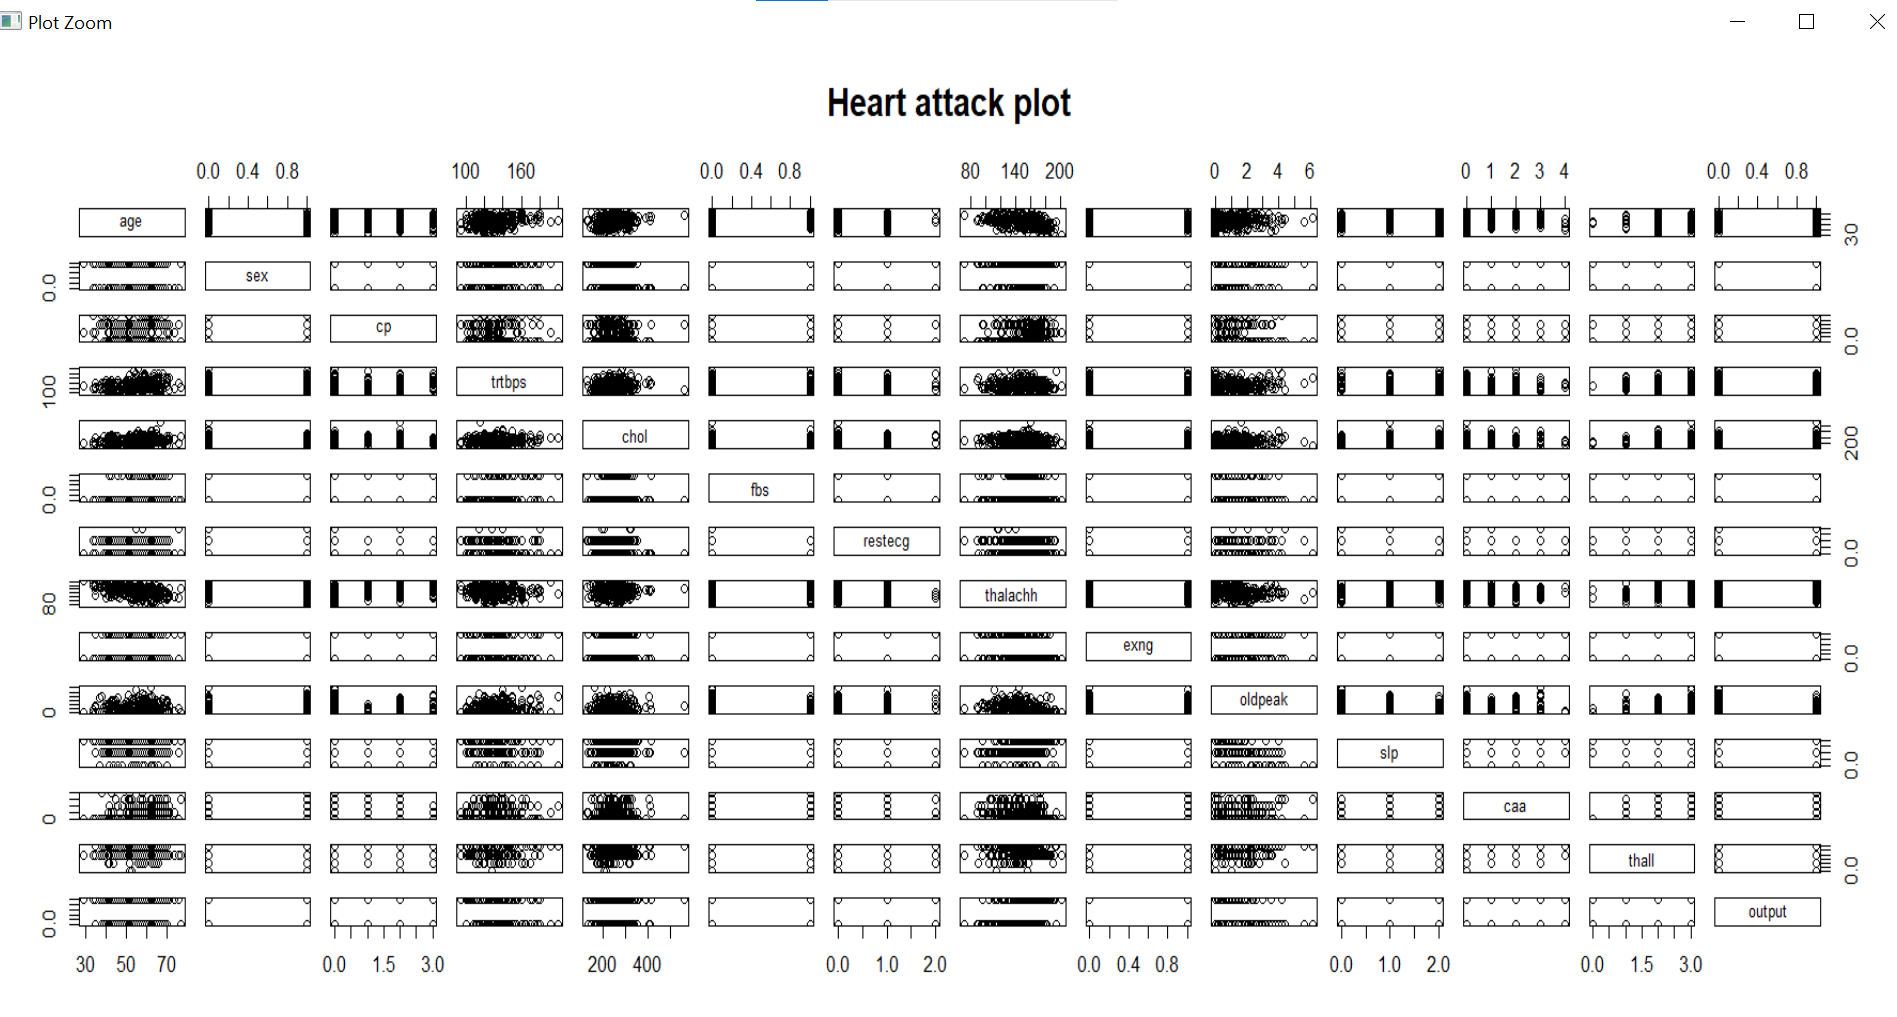 Plot Zoom
Heart attack plot
0.0 0.4 0.8 100 160 0.0 0.4 0.8 80 140 200 0 2 4 6 0 1 2 3 4 0.0 0.4 0.8
age 30
0.0 sex
cp 0.0
100 trtbps
chol 200
0.0 fbs
restecg 0.0
80 thalachh
exng 0.0
0 oldpeak
slp 0.0
0 caa
thall 0.0
0.0 output
30 50 70 0.0 1.5 3.0 200 400 0.0 1.0 2.0 0.0 0.4 0.8 0.0 1.0 2.0 0.0 1.5 3.0